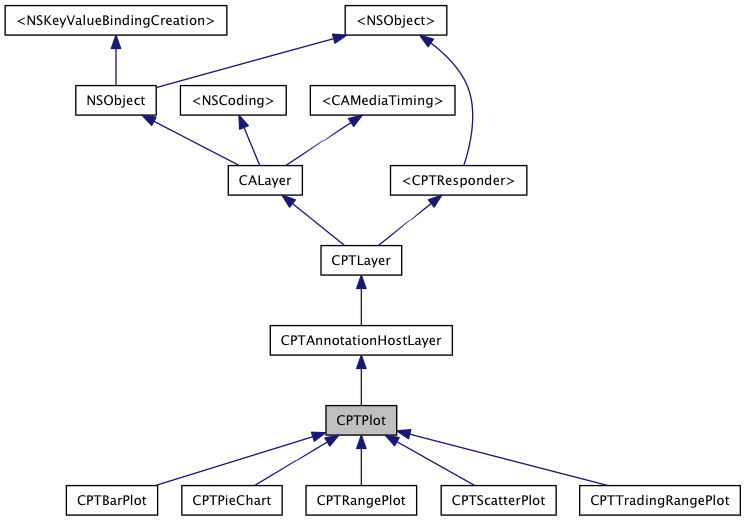 <NSKeyValueBindingCreation>
<NSObject>
NSObject
<NSCoding>
<CAMediaTiming>
CALayer
<CPTResponder>
CPTLayer
CPTAnnotationHostLayer
CPTPlot
CPTBarPlot
CPTPieChart
CPTRangePlot
CPTScatterPlot
CPTTradingRangePlot